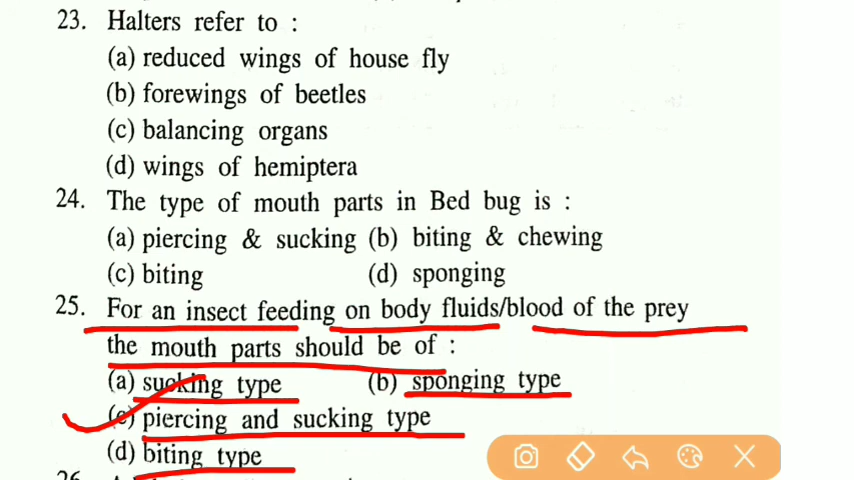 23. Halters refer to :
(a) reduced wings of house fly
(b) forewings of beetles
(c) balancing organs
(d) wings of hemiptera
24. The type of mouth parts in Bed bug is :
(a) piercing & sucking (b) biting & chewing
(c) biting (d) sponging
25. For an insect feeding on body fluids/blood of the prey
the mouth parts should be of :
(a) sucking type (b) sponging type
(c) piercing and sucking type
(d) biting type
26.